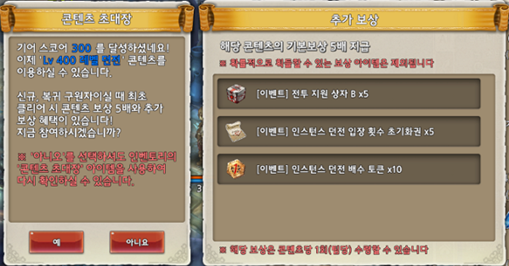 콘텐츠 초대장
기어 스코어 300 를 달성하셨네요!
이제 'Lv 400 레벨 던전' 콘텐츠를
이용하실 수 있습니다.
신규, 복귀 구원자이실 때 최초
클리어 시 콘텐츠 보상 5배와 추가
보상 혜택이 있습니다!
지금 참여하시겠습니까?
※ '아니요'를 선택하셔도 인벤토리의
'콘텐츠 초대장' 아이템을 사용하여
다시 확인하실 수 있습니다.
예
아니요
추가 보상
해당 콘텐츠의 기본보상 5배 지급
※ 확률적으로 획득할 수 있는 보상 아이템은 제외됩니다
[이벤트] 전투 지원 상자 B x5
[이벤트] 인스턴스 던전 입장 횟수 초기화권 x5
[이벤트] 인스턴스 던전 배수 토큰 x10
※ 해당 보상은 콘텐츠당 1회(팀당) 수령할 수 있습니다
3